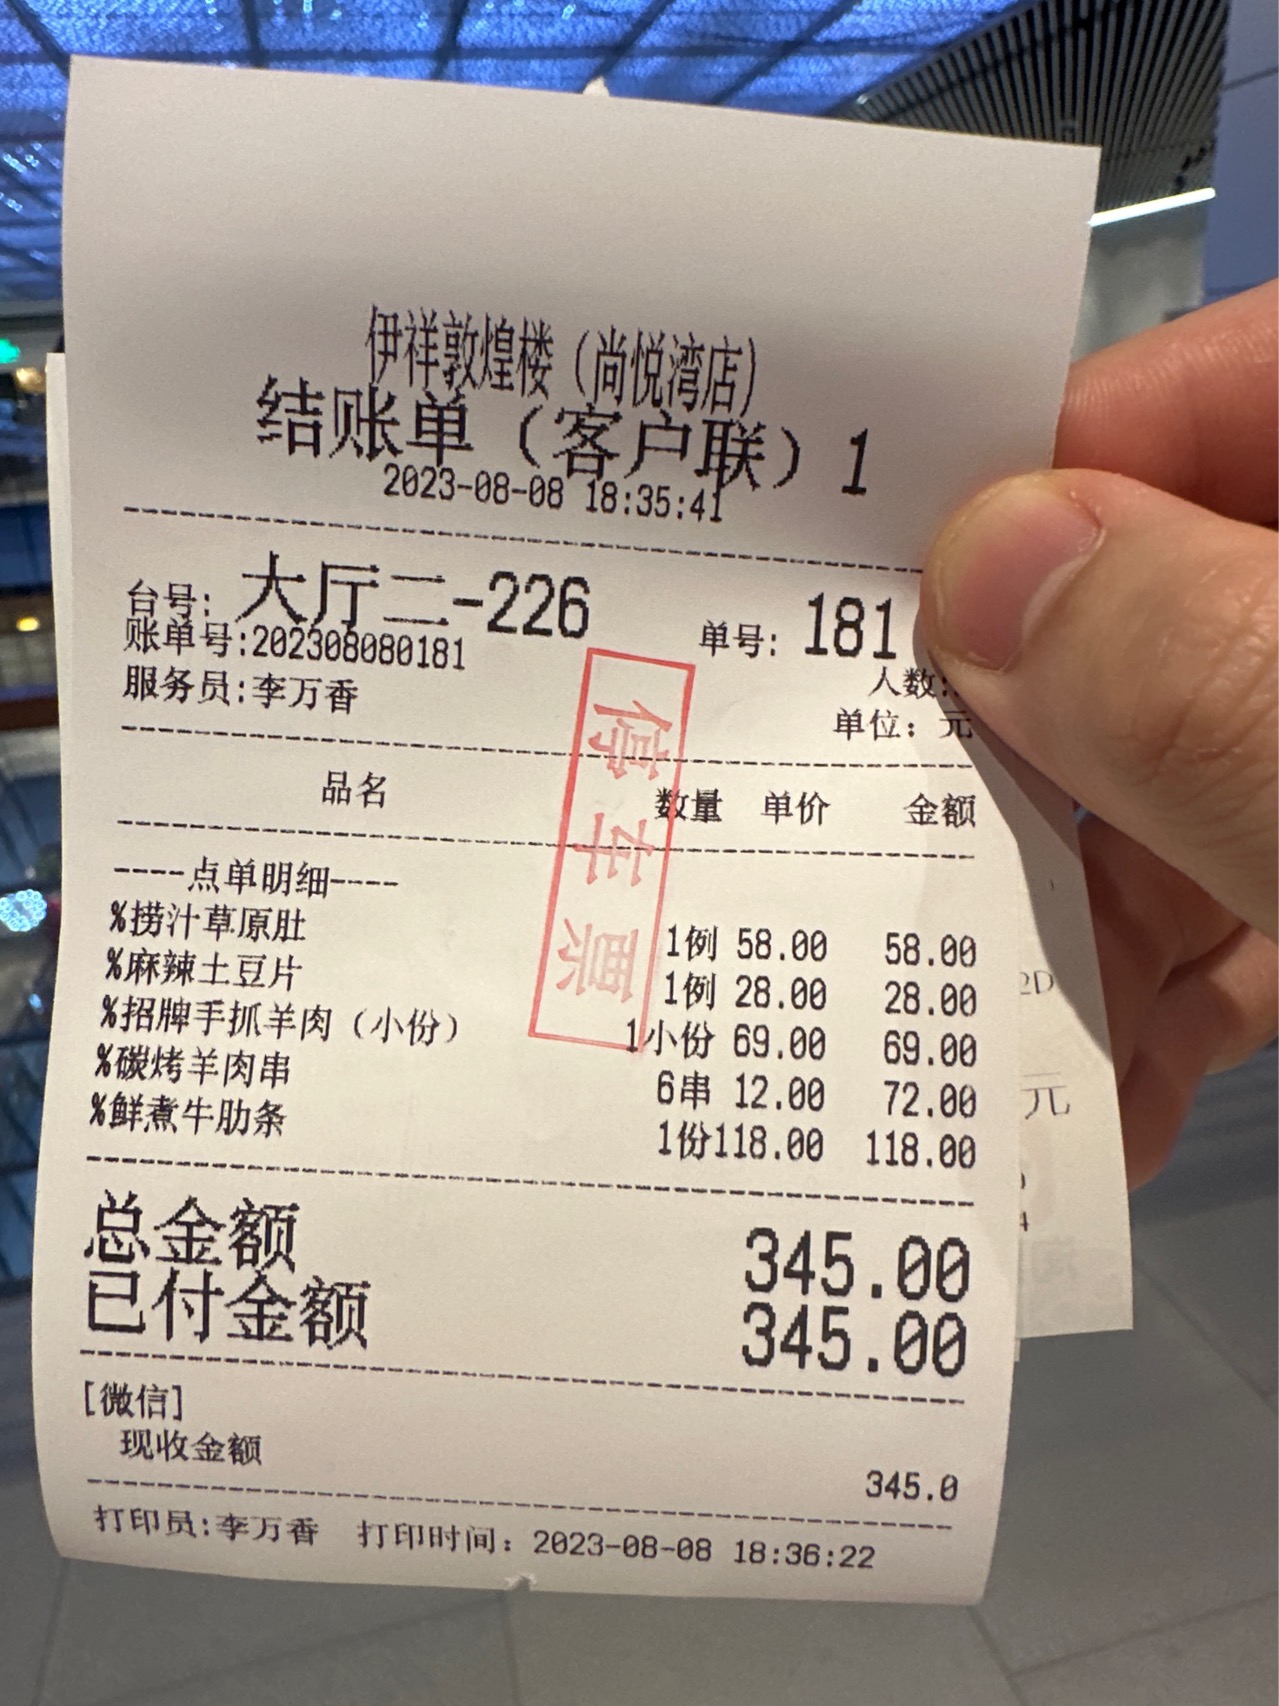 伊祥敦煌楼（尚悦湾店）
结账单（客户联）1
2023-08-08 18:35:41
台号: 大厅二-226 单号: 181
账单号:202308080181 人数:
服务员:李万香 单位: 元
品名 数量 单价 金额
----点单明细----
%捞汁草原肚 1例 58.00 58.00
%麻辣土豆片 1例 28.00 28.00
%招牌手抓羊肉（小份） 1小份 69.00 69.00
%碳烤羊肉串 6串 12.00 72.00
%鲜煮牛肋条 1份118.00 118.00
总金额 345.00
已付金额 345.00
[微信]
现收金额 345.0
打印员:李万香 打印时间: 2023-08-08 18:36:22
停车票
2D
元
4